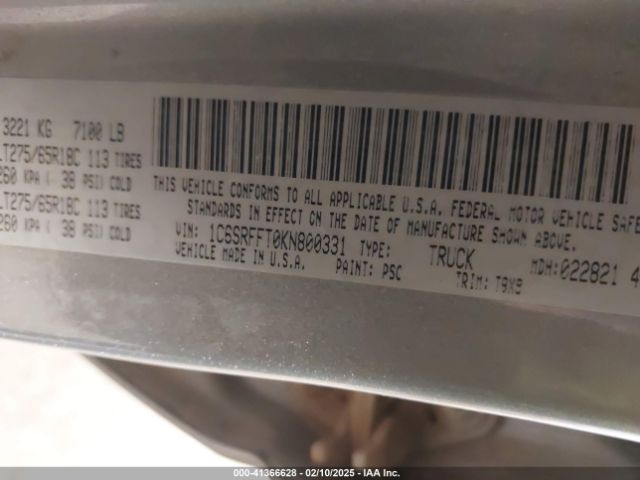 3221 KG 7100 LB
LT275/65R18C 113 TIRES
260 KPA ( 38 PSI) COLD
LT275/65R18C 113 TIRES
260 KPA ( 38 PSI) COLD
THIS VEHICLE CONFORMS TO ALL APPLICABLE U.S.A. FEDERAL MOTOR VEHICLE SAFE
STANDARDS IN EFFECT ON THE DATE OF MANUFACTURE SHOWN ABOVE.
VIN: 1C6SRFFT0KN800331 TYPE: TRUCK MDH:022821 4
VEHICLE MADE IN U.S.A. PAINT: PSC TRIM: T9X9
000-41366628 - 02/10/2025 - IAA Inc.